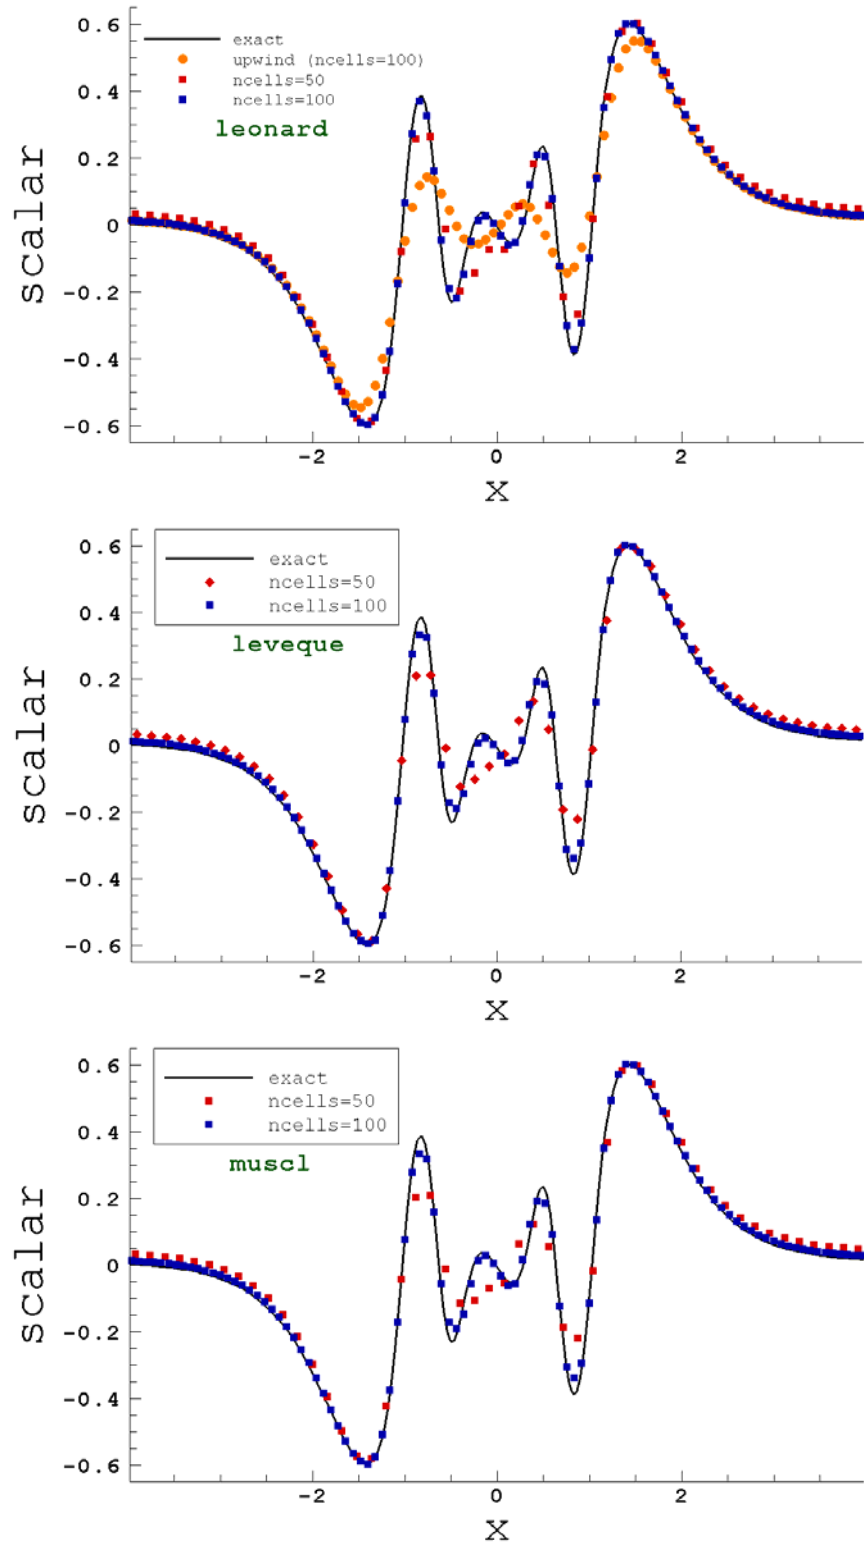 0.6
exact
upwind (ncells=100)
ncells=50
0.4
ncells=100
leonard
0.2
0
-0.2
-0.4
-0.6
scalar
-2
0
2
X
0.6
exact
ncells=50
0.4
ncells=100
leveque
0.2
0
-0.2
-0.4
-0.6
scalar
-2
0
2
X
0.6
exact
ncells=50
0.4
ncells=100
muscl
0.2
0
-0.2
-0.4
-0.6
scalar
-2
0
2
X